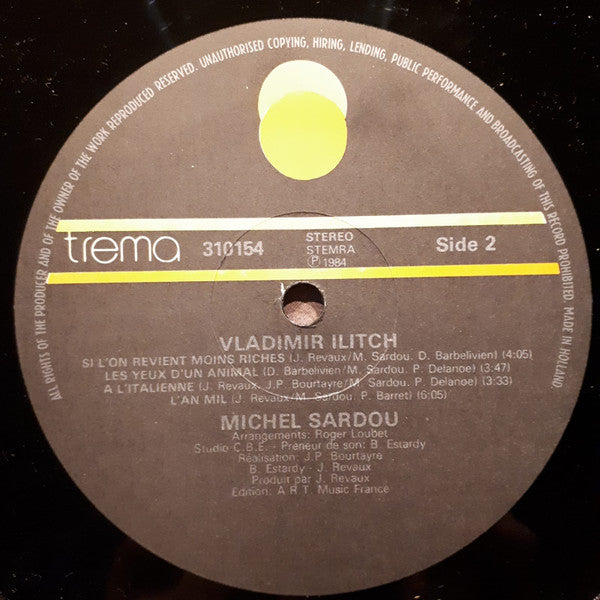 ALL RIGHTS OF THE PRODUCER AND OF THE OWNER OF THE WORK REPRODUCED RESERVED. UNAUTHORISED COPYING, HIRING, LENDING, PUBLIC PERFORMANCE AND BROADCASTING OF THIS RECORD PROHIBITED. MADE IN HOLLAND.
trema 310154 STEREO Side 2
STEMRA
Ⓟ 1984
VLADIMIR ILITCH
SI L'ON REVIENT MOINS RICHES (J. Revaux/M. Sardou. D. Barbelivien) (4:05)
LES YEUX D'UN ANIMAL (D. Barbelivien/M. Sardou. P. Delanoe) (3:47)
A L'ITALIENNE (J. Revaux. J.P. Bourtayre/M. Sardou. P. Delanoe) (3:33)
L'AN MIL (J. Revaux/M. Sardou. P. Barret) (6:05)
MICHEL SARDOU
Arrangements: Roger Loubet
Studio C.B.E. - Preneur de son: B. Estardy
Réalisation: J.P. Bourtayre
B. Estardy - J. Revaux
Produit par J. Revaux
Edition: A.R.T. Music France